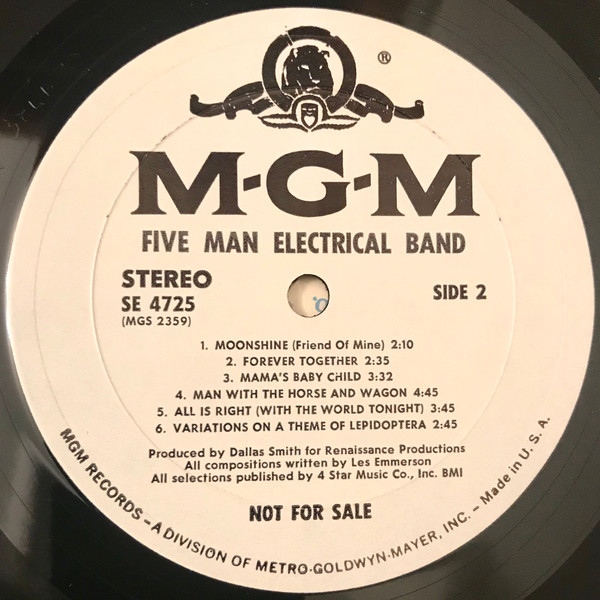 ®
M-G-M
FIVE MAN ELECTRICAL BAND
STEREO
SE 4725
(MGS 2359)
SIDE 2
1. MOONSHINE (Friend Of Mine) 2:10
2. FOREVER TOGETHER 2:35
3. MAMA'S BABY CHILD 3:32
4. MAN WITH THE HORSE AND WAGON 4:45
5. ALL IS RIGHT (WITH THE WORLD TONIGHT) 3:45
6. VARIATIONS ON A THEME OF LEPIDOPTERA 2:45
Produced by Dallas Smith for Renaissance Productions
All compositions written by Les Emmerson
All selections published by 4 Star Music Co., Inc. BMI
NOT FOR SALE
MGM RECORDS – A DIVISION OF METRO-GOLDWYN-MAYER, INC. – Made in U. S. A.